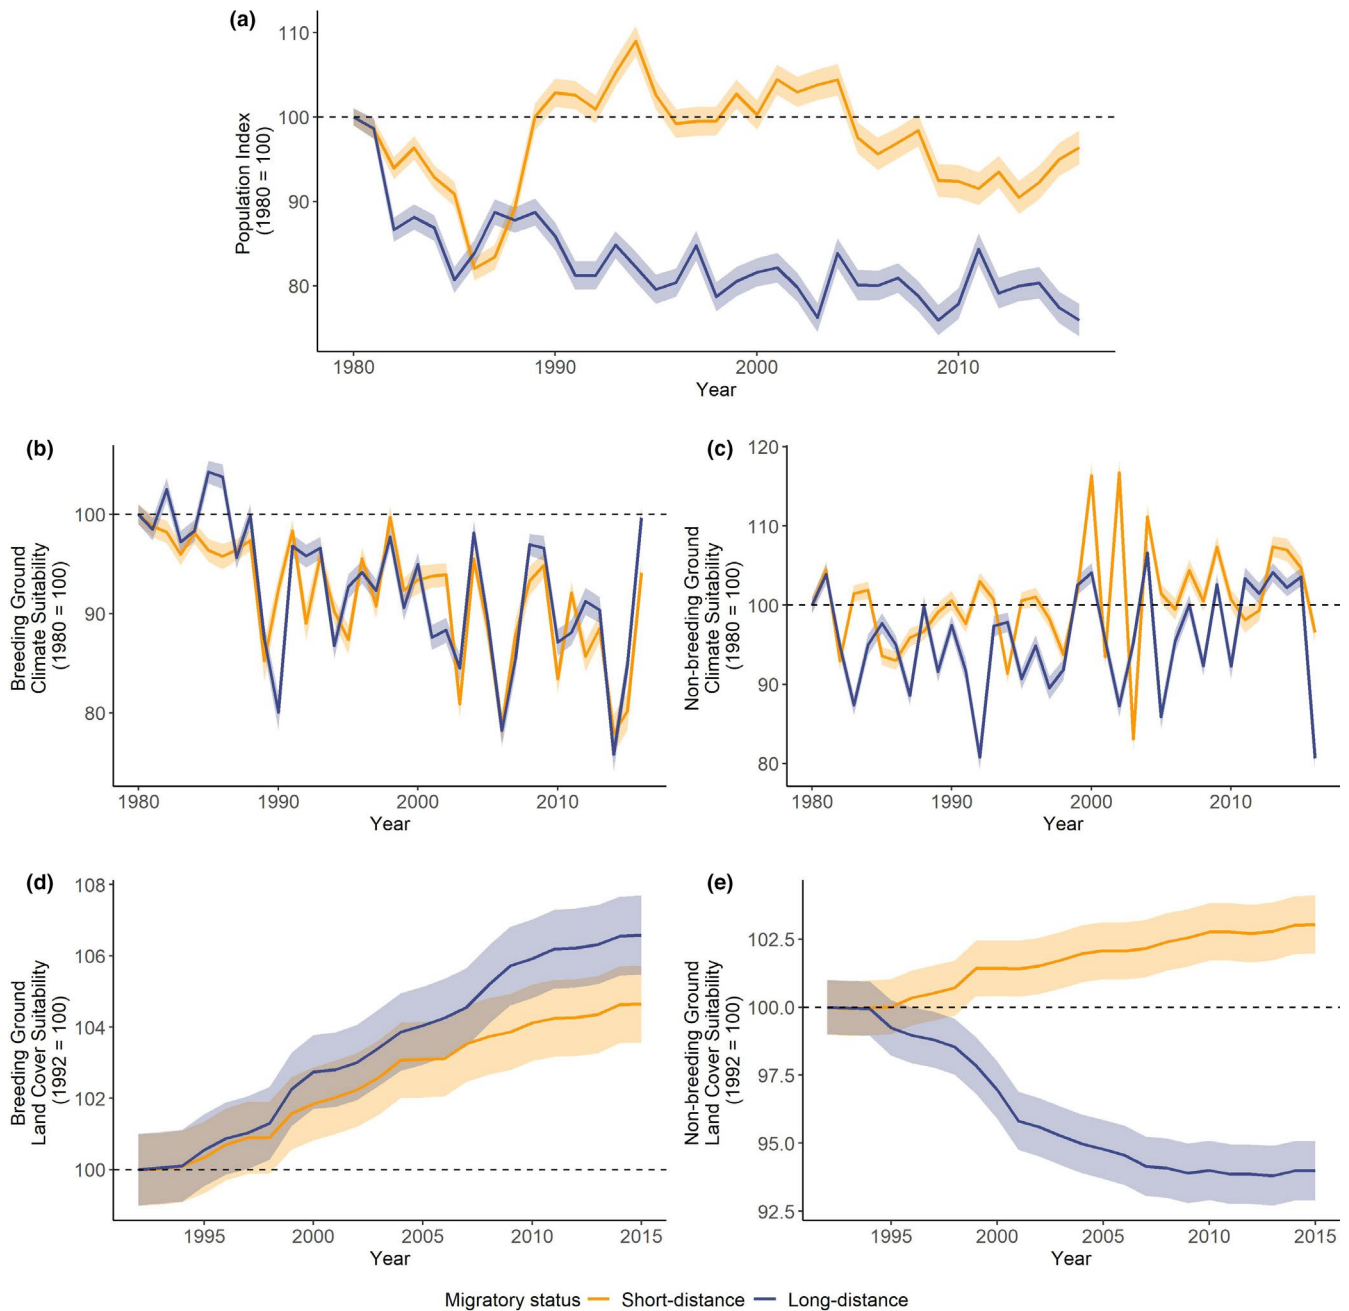 (a)
110
100
90
80
Population Index
(1980 = 100)
1980
1990
2000
2010
Year
(b)
100
90
80
Breeding Ground
Climate Suitability
(1980 = 100)
1980
1990
2000
2010
Year
(c)
120
110
100
90
80
Non-breeding Ground
Climate Suitability
(1980 = 100)
1980
1990
2000
2010
Year
(d)
108
106
104
102
100
Breeding Ground
Land Cover Suitability
(1992 = 100)
1995
2000
2005
2010
2015
Year
(e)
102.5
100.0
97.5
95.0
92.5
Non-breeding Ground
Land Cover Suitability
(1992 = 100)
1995
2000
2005
2010
2015
Year
Migratory status Short-distance Long-distance